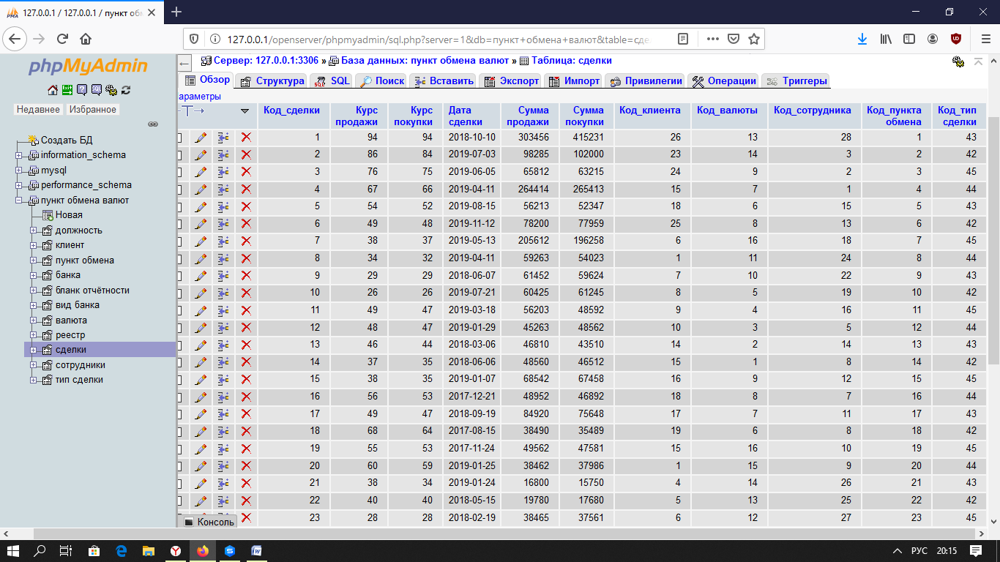 127.0.0.1 / 127.0.0.1 / пункт об
127.0.0.1/openserver/phpmyadmin/sql.php?server=1&db=пункт+обмена+валют&table=сде
phpMyAdmin
Недавнее Избранное
Создать БД
information_schema
mysql
performance_schema
пункт обмена валют
Новая
должность
клиент
пункт обмена
банка
бланк отчётности
вид банка
валюта
реестр
сделки
сотрудники
тип сделки
Сервер: 127.0.0.1:3306 » База данных: пункт обмена валют » Таблица: сделки
Обзор Структура SQL Поиск Вставить Экспорт Импорт Привилегии Операции Триггеры
араметры
Код_сделки Курс продажи Курс покупки Дата сделки Сумма продажи Сумма покупки Код_клиента Код_валюты Код_сотрудника Код_пункта обмена Код_тип сделки
1 94 94 2018-10-10 303456 415231 26 13 28 1 43
2 86 84 2019-07-03 98285 102000 23 14 3 2 42
3 76 75 2019-06-05 65812 63215 24 9 2 3 45
4 67 66 2019-04-11 264414 265413 15 7 1 4 44
5 54 52 2019-08-15 56213 52347 18 6 15 5 43
6 49 48 2019-11-12 78200 77959 25 8 13 6 42
7 38 37 2019-05-13 205612 196258 6 16 18 7 45
8 34 32 2019-04-11 59263 54023 1 11 24 8 44
9 29 29 2018-06-07 61452 59624 7 10 22 9 43
10 26 26 2019-07-21 60425 61245 8 5 19 10 42
11 49 47 2019-03-18 56203 48592 9 4 16 11 45
12 48 47 2019-01-29 45263 48562 10 3 5 12 44
13 46 44 2018-03-06 46810 43510 14 2 14 13 43
14 37 35 2018-06-06 48560 46512 15 1 8 14 42
15 38 35 2019-01-07 68542 67458 16 9 12 15 45
16 56 53 2017-12-21 48952 46892 18 8 7 16 44
17 49 47 2018-09-19 84920 75648 17 7 11 17 43
18 68 64 2017-08-15 38490 35489 19 6 8 18 42
19 55 53 2017-11-24 49562 47581 15 16 10 19 45
20 60 59 2019-01-25 38462 37986 1 15 9 20 44
21 38 34 2019-01-24 16800 15750 4 14 26 21 43
22 40 40 2018-05-15 19780 17680 5 13 25 22 42
23 28 28 2018-02-19 38465 37561 6 12 27 23 45
Консоль
РУС 20:15